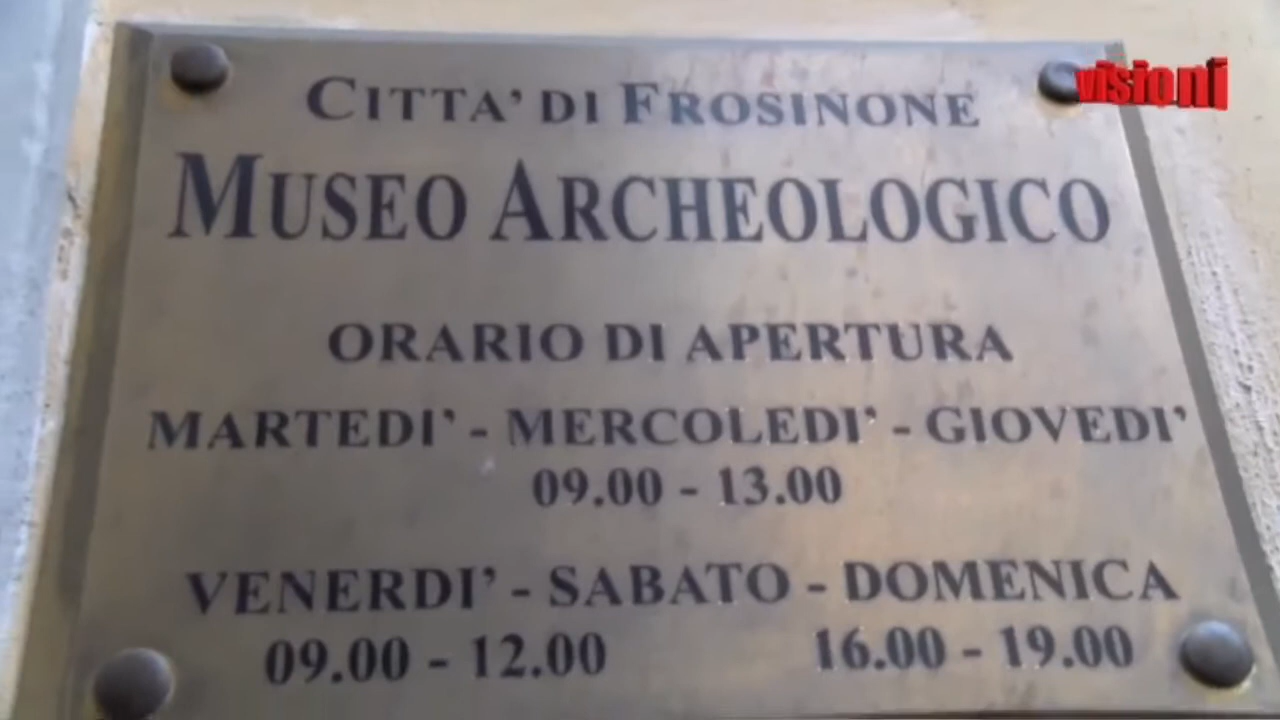 visioni
CITTA' DI FROSINONE
MUSEO ARCHEOLOGICO
ORARIO DI APERTURA
MARTEDI' - MERCOLEDI' - GIOVEDI'
09.00 - 13.00
VENERDI' - SABATO - DOMENICA
09.00 - 12.00 16.00 - 19.00